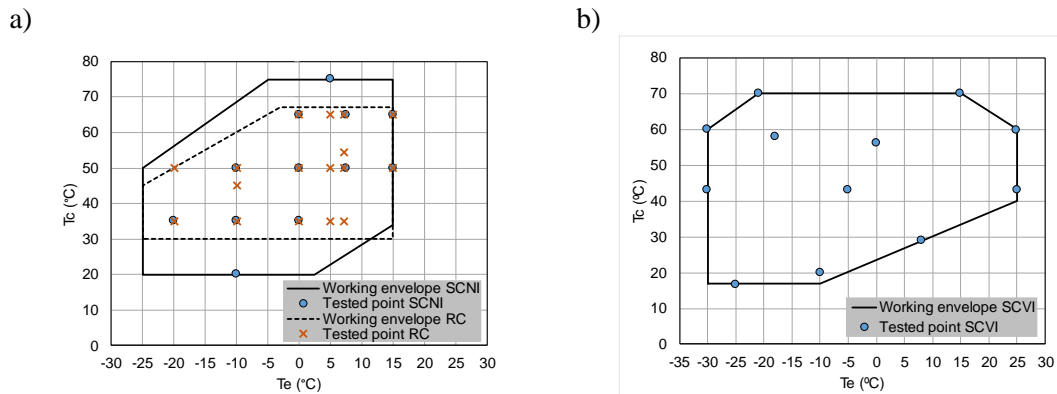 a)
b)
80
70
60
50
40
30
20
10
0
Tc (°C)
-30 -25 -20 -15 -10 -5 0 5 10 15 20 25 30
Te (°C)
Working envelope SCNI
Tested point SCNI
Working envelope RC
Tested point RC
80
70
60
50
40
30
20
10
0
Tc (ºC)
-35 -30 -25 -20 -15 -10 -5 0 5 10 15 20 25 30
Te (ºC)
Working envelope SCVI
Tested point SCVI